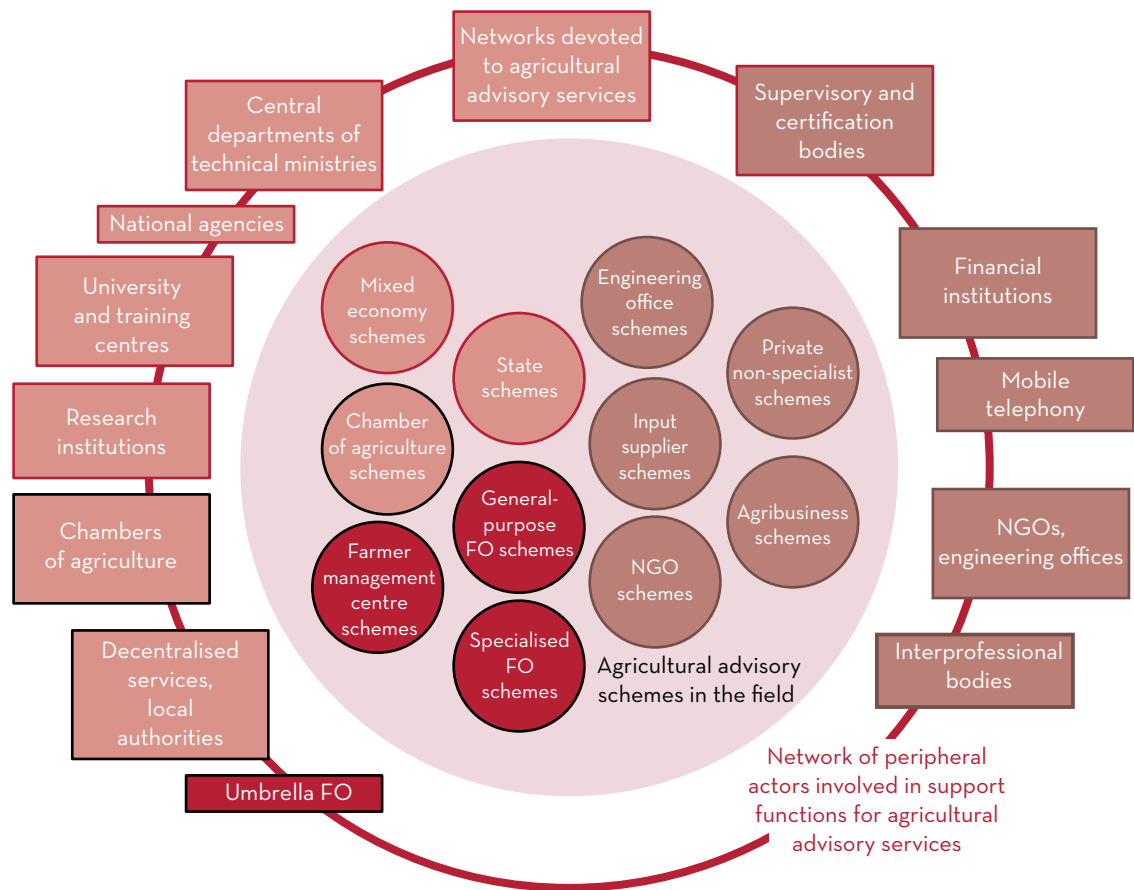 Networks devoted
to agricultural
advisory services
Central
departments of
technical ministries
Supervisory and
certification
bodies
National agencies
University
and training
centres
Financial
institutions
Research
institutions
Mobile
telephony
Chambers
of agriculture
NGOs,
engineering offices
Decentralised
services,
local
authorities
Interprofessional
bodies
Umbrella FO
Mixed
economy
schemes
State
schemes
Engineering
office
schemes
Private
non-specialist
schemes
Chamber
of agriculture
schemes
Input
supplier
schemes
General-
purpose
FO schemes
Agribusiness
schemes
Farmer
management
centre
schemes
NGO
schemes
Specialised
FO
schemes
Agricultural advisory
schemes in the field
Network of peripheral
actors involved in support
functions for agricultural
advisory services